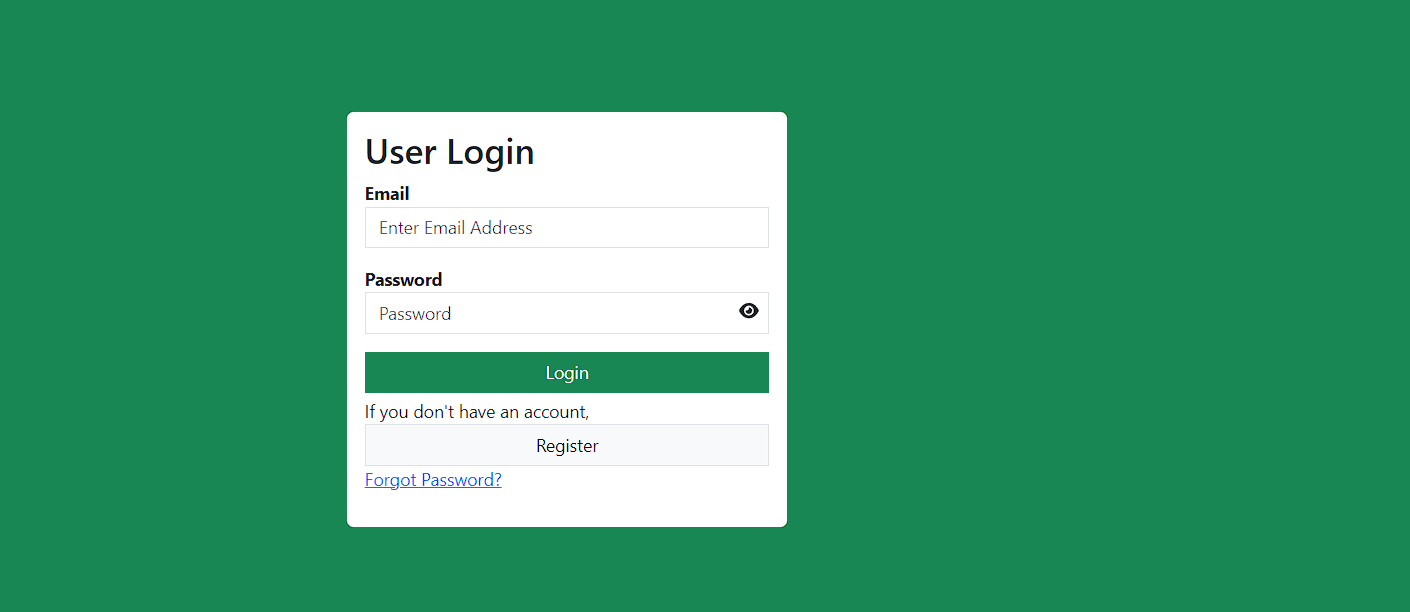 User Login
Email
Enter Email Address
Password
Password
Login
If you don't have an account,
Register
Forgot Password?